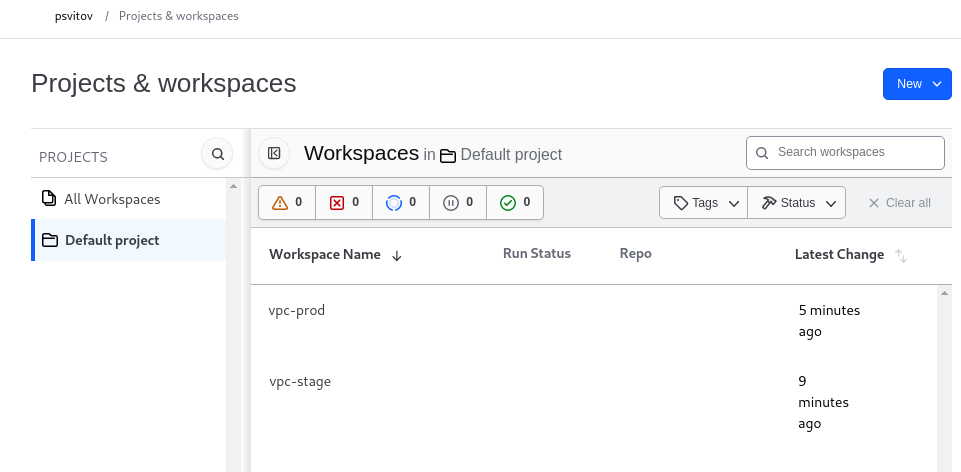 psvitov / Projects & workspaces
Projects & workspaces
New
PROJECTS
All Workspaces
Default project
Workspaces in Default project
Search workspaces
0 0 0 0 0
Tags Status Clear all
Workspace Name Run Status Repo Latest Change
vpc-prod
5 minutes
ago
vpc-stage
9
minutes
ago